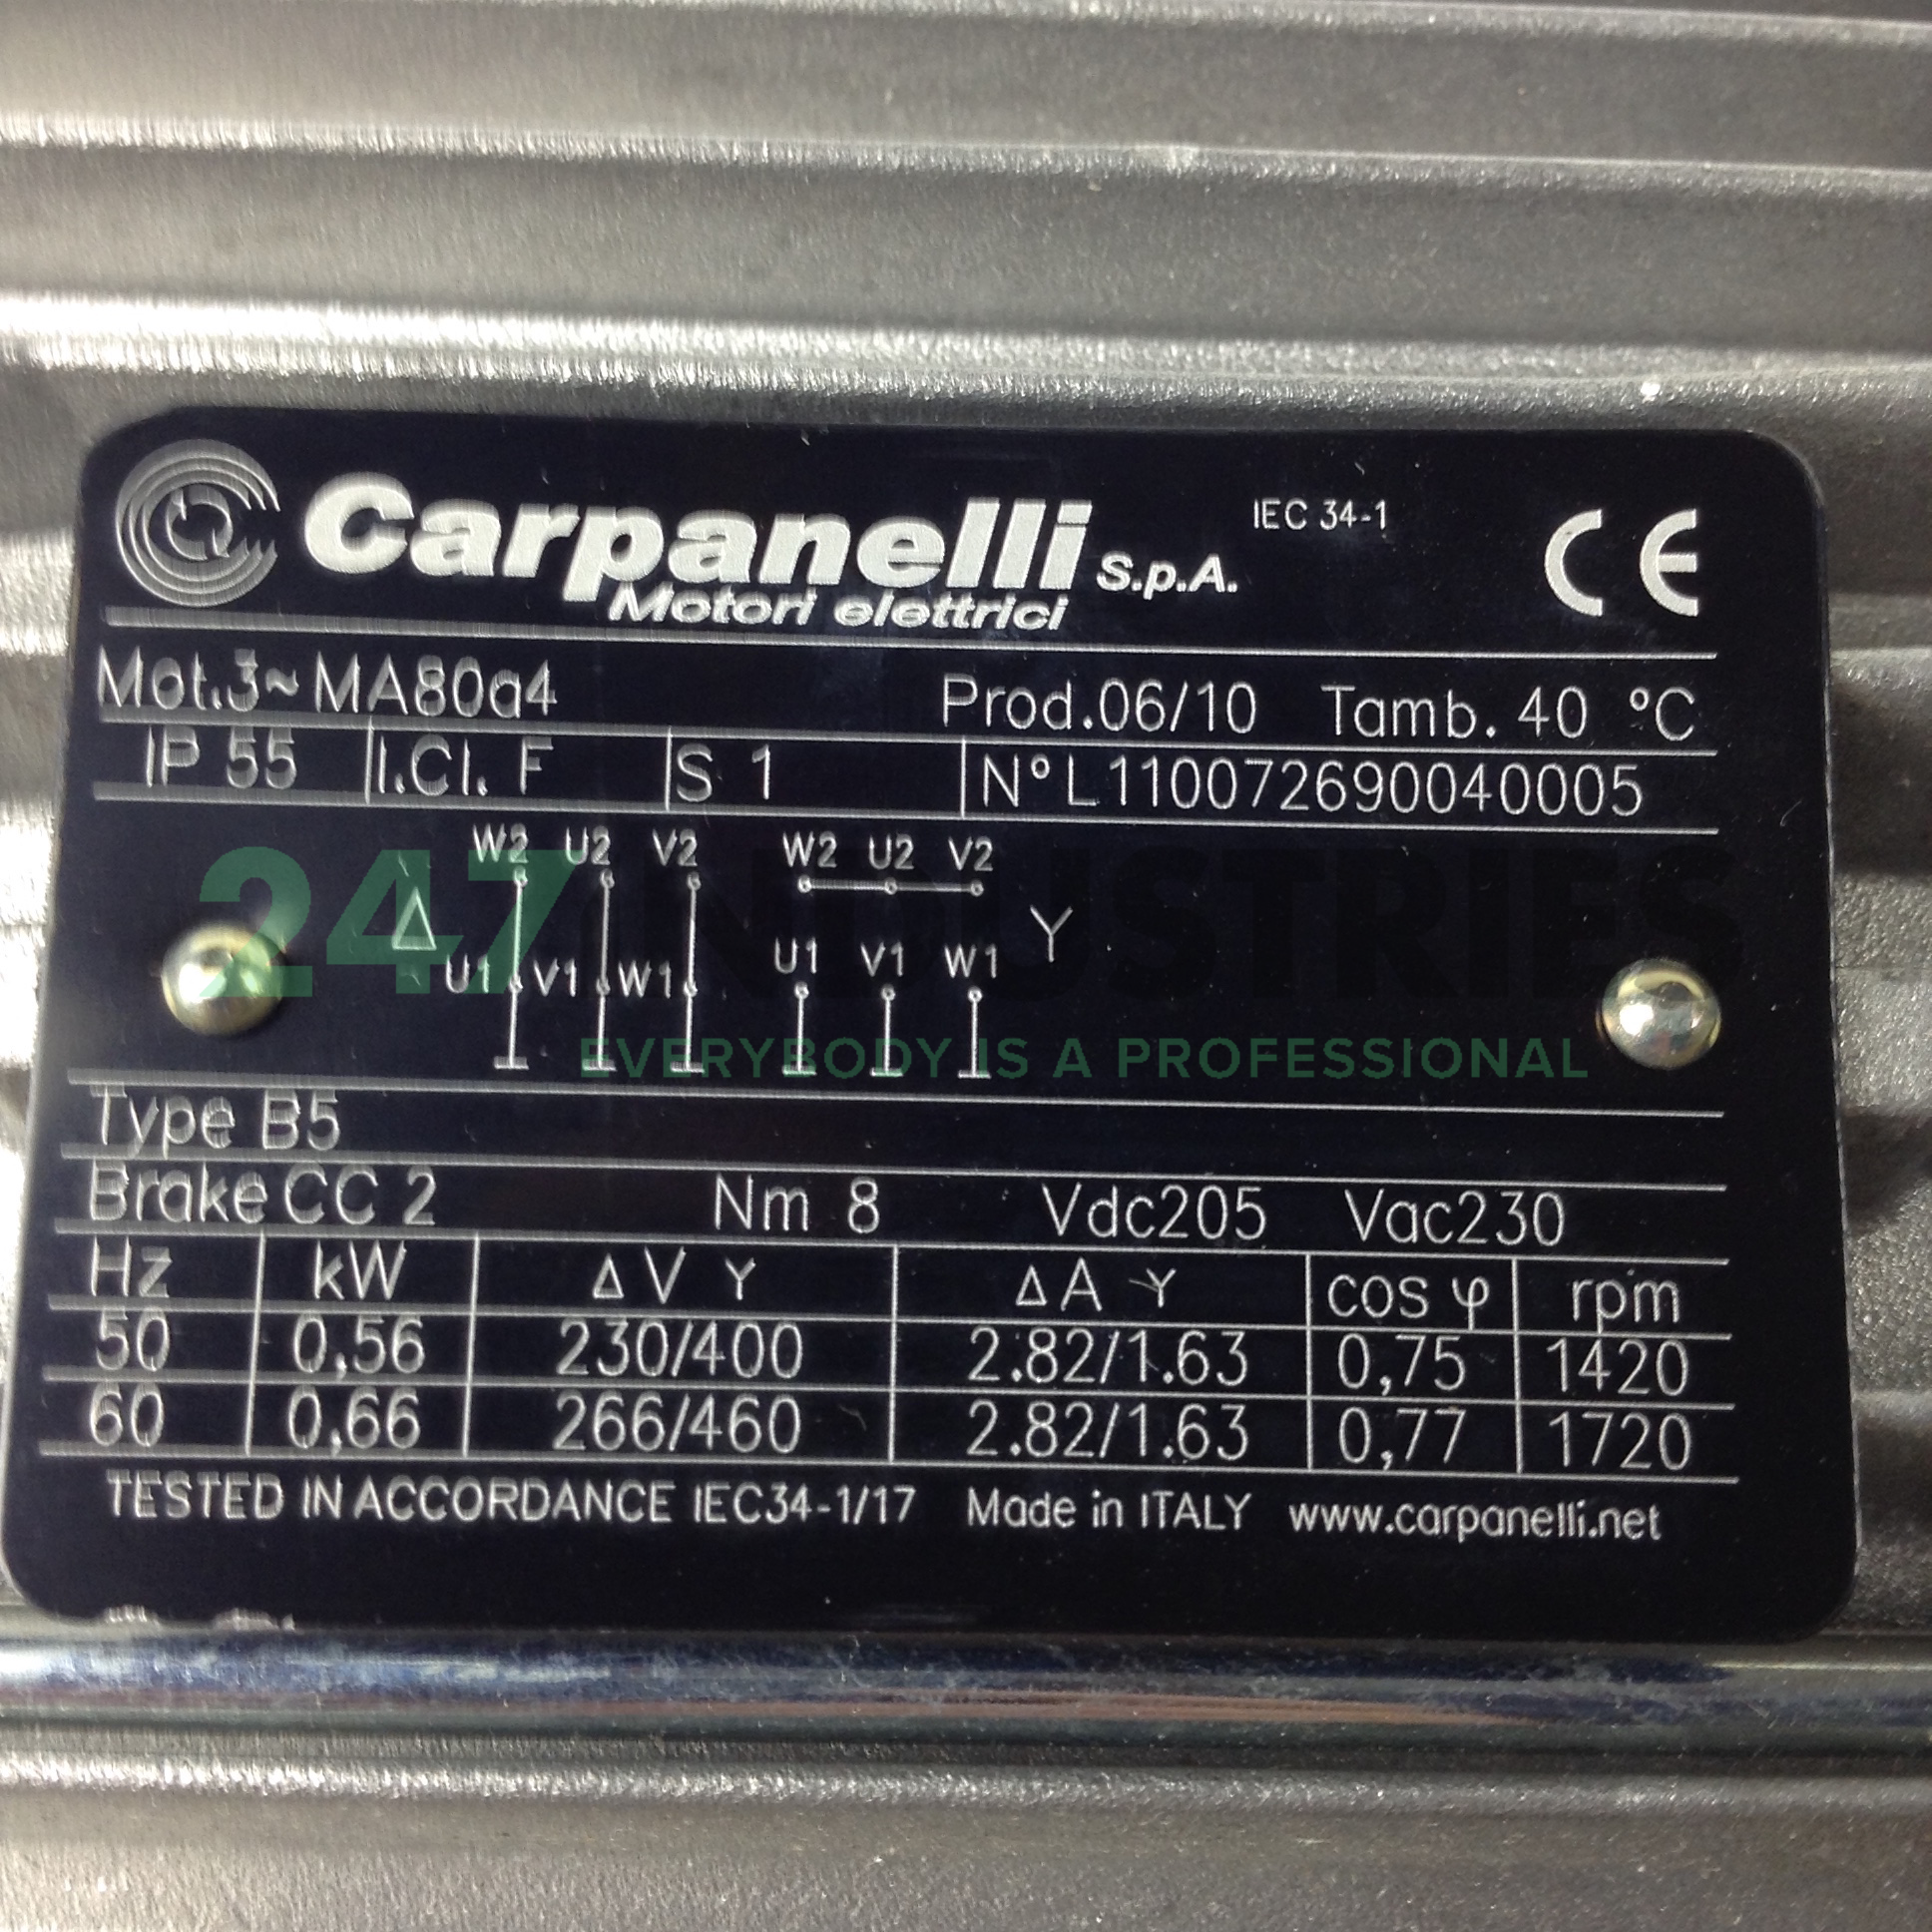 Carpanelli S.p.A.
Motori elettrici
IEC 34-1
CE
Mot.3~ MA80a4 Prod.06/10 Tamb. 40 °C
IP 55 I.Cl. F S 1 N°L110072690040005
W2 U2 V2 W2 U2 V2
Δ U1 V1 W1 U1 V1 W1 Y
247 INDUSTRIES
EVERYBODY IS A PROFESSIONAL
Type B5
Brake CC 2 Nm 8 Vdc205 Vac230
Hz kW Δ V Y Δ A Y cos φ rpm
50 0,56 230/400 2.82/1.63 0,75 1420
60 0,66 266/460 2.82/1.63 0,77 1720
TESTED IN ACCORDANCE IEC34-1/17 Made in ITALY www.carpanelli.net